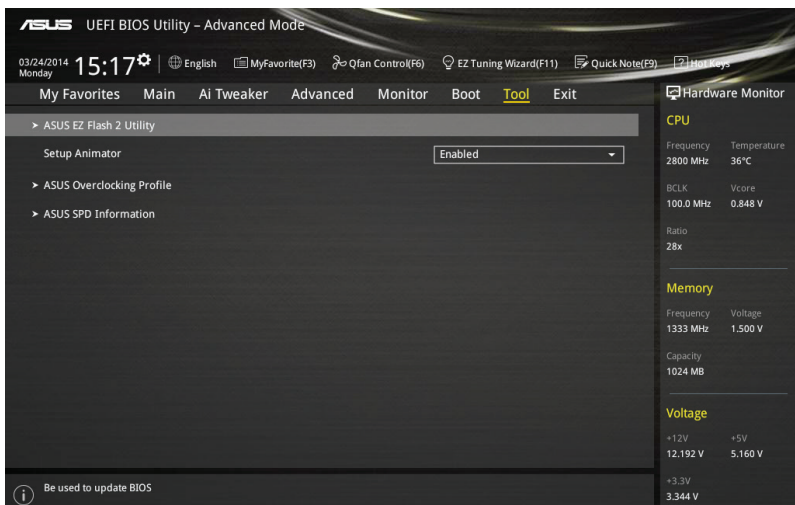 ASUS UEFI BIOS Utility – Advanced Mode
03/24/2014 Monday 15:17 English MyFavorite(F3) Qfan Control(F6) EZ Tuning Wizard(F11) Quick Note(F9) ? Hot Keys
My Favorites Main Ai Tweaker Advanced Monitor Boot Tool Exit
> ASUS EZ Flash 2 Utility
Setup Animator Enabled
> ASUS Overclocking Profile
> ASUS SPD Information
Be used to update BIOS
Hardware Monitor
CPU
Frequency Temperature
2800 MHz 36°C
BCLK Vcore
100.0 MHz 0.848 V
Ratio
28x
Memory
Frequency Voltage
1333 MHz 1.500 V
Capacity
1024 MB
Voltage
+12V +5V
12.192 V 5.160 V
+3.3V
3.344 V